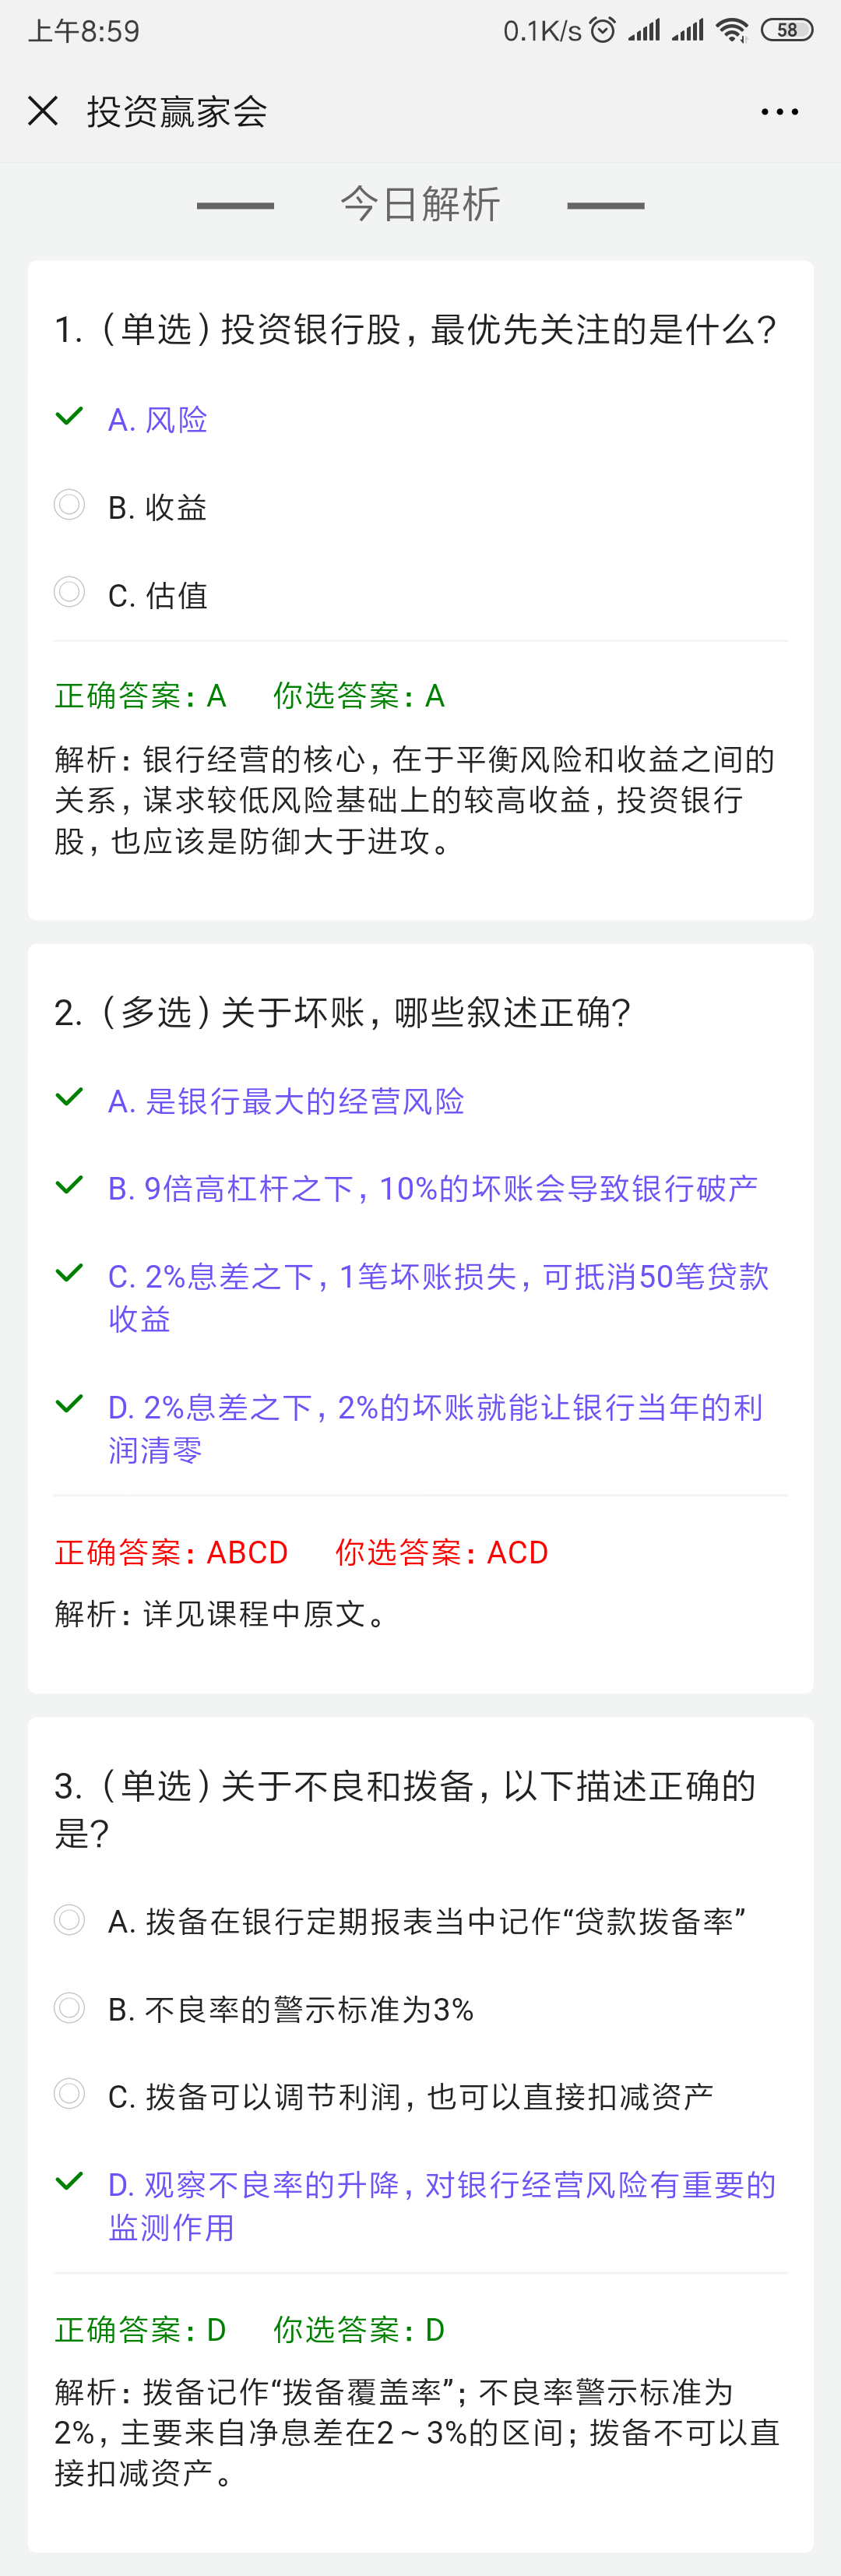 上午8:59
0.1K/s
58
投资赢家会
今日解析
1.（单选）投资银行股，最优先关注的是什么？
A. 风险
B. 收益
C. 估值
正确答案：A 你选答案：A
解析：银行经营的核心，在于平衡风险和收益之间的
关系，谋求较低风险基础上的较高收益，投资银行
股，也应该是防御大于进攻。
2.（多选）关于坏账，哪些叙述正确？
A. 是银行最大的经营风险
B. 9倍高杠杆之下，10%的坏账会导致银行破产
C. 2%息差之下，1笔坏账损失，可抵消50笔贷款
收益
D. 2%息差之下，2%的坏账就能让银行当年的利
润清零
正确答案：ABCD 你选答案：ACD
解析：详见课程中原文。
3.（单选）关于不良和拨备，以下描述正确的
是？
A. 拨备在银行定期报表当中记作“贷款拨备率”
B. 不良率的警示标准为3%
C. 拨备可以调节利润，也可以直接扣减资产
D. 观察不良率的升降，对银行经营风险有重要的
监测作用
正确答案：D 你选答案：D
解析：拨备记作“拨备覆盖率”；不良率警示标准为
2%，主要来自净息差在2～3%的区间；拨备不可以直
接扣减资产。